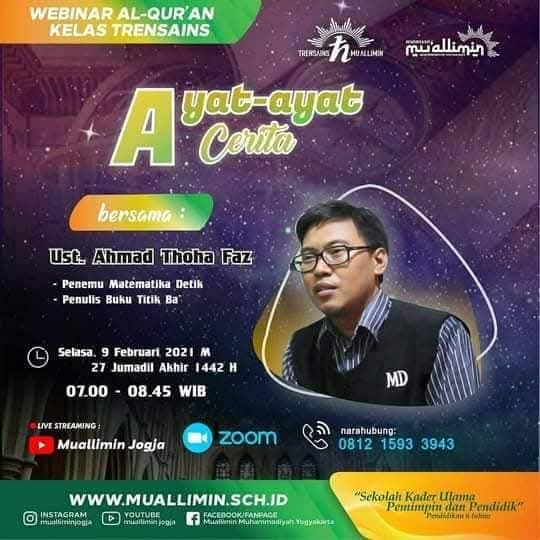 WEBINAR AL-QUR'AN
KELAS TRENSAINS
TRENSAINS MUALLIMIN
mu'allimin
Ayat-ayat
Cerita
bersama :
Ust. Ahmad Thoha Faz
- Penemu Matematika Detik
- Penulis Buku Titik Ba'
MD
Selasa, 9 Februari 2021 M
27 Jumadil Akhir 1442 H
07.00 - 08.45 WIB
LIVE STREAMING :
Muallimin Jogja
zoom
narahubung:
0812 1593 3943
WWW.MUALLIMIN.SCH.ID
INSTAGRAM
mualliminjogja
YOUTUBE
muallimin jogja
FACEBOOK/FANPAGE
Muallimin Muhammadiyah Yogyakarta
"Sekolah Kader Ulama
Pemimpin dan Pendidik"
"Pendidikan 6 tahun"